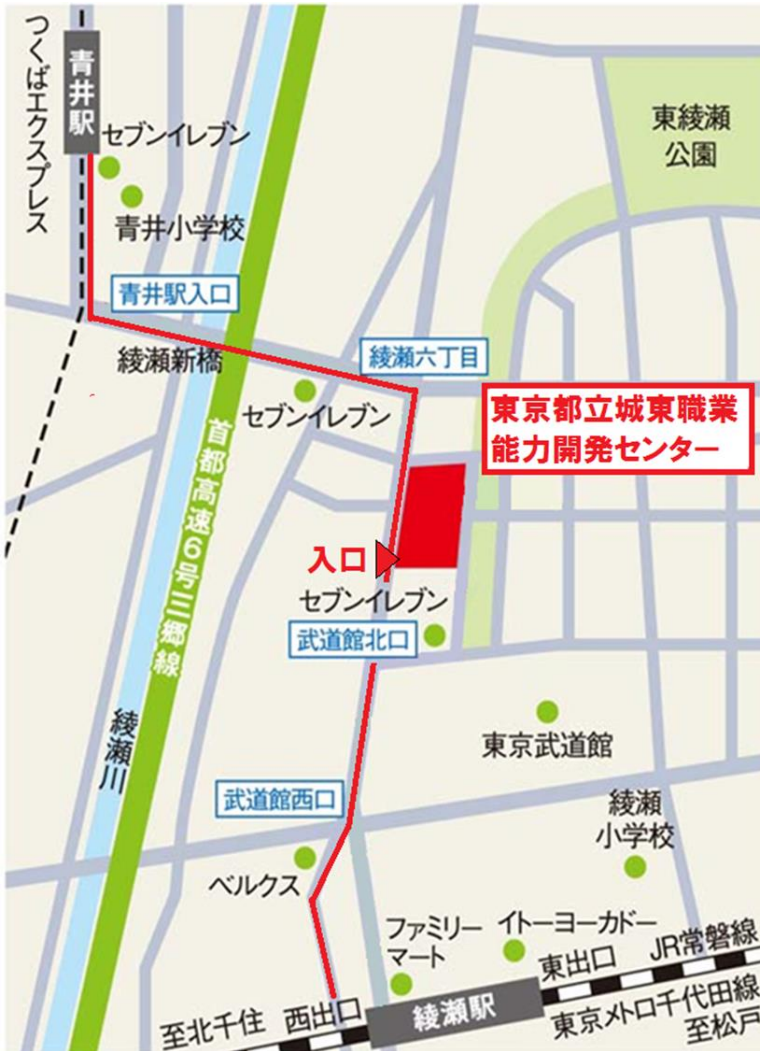 つくばエクスプレス
青井駅
セブンイレブン
青井小学校
東綾瀬
公園
青井駅入口
綾瀬新橋
綾瀬六丁目
セブンイレブン
東京都立城東職業
能力開発センター
首都高速6号三郷線
入口
セブンイレブン
武道館北口
綾瀬川
東京武道館
武道館西口
綾瀬
小学校
ベルクス
ファミリー
マート
イトーヨーカドー
東出口
JR常磐線
至北千住
西出口
綾瀬駅
東京メトロ千代田線
至松戸